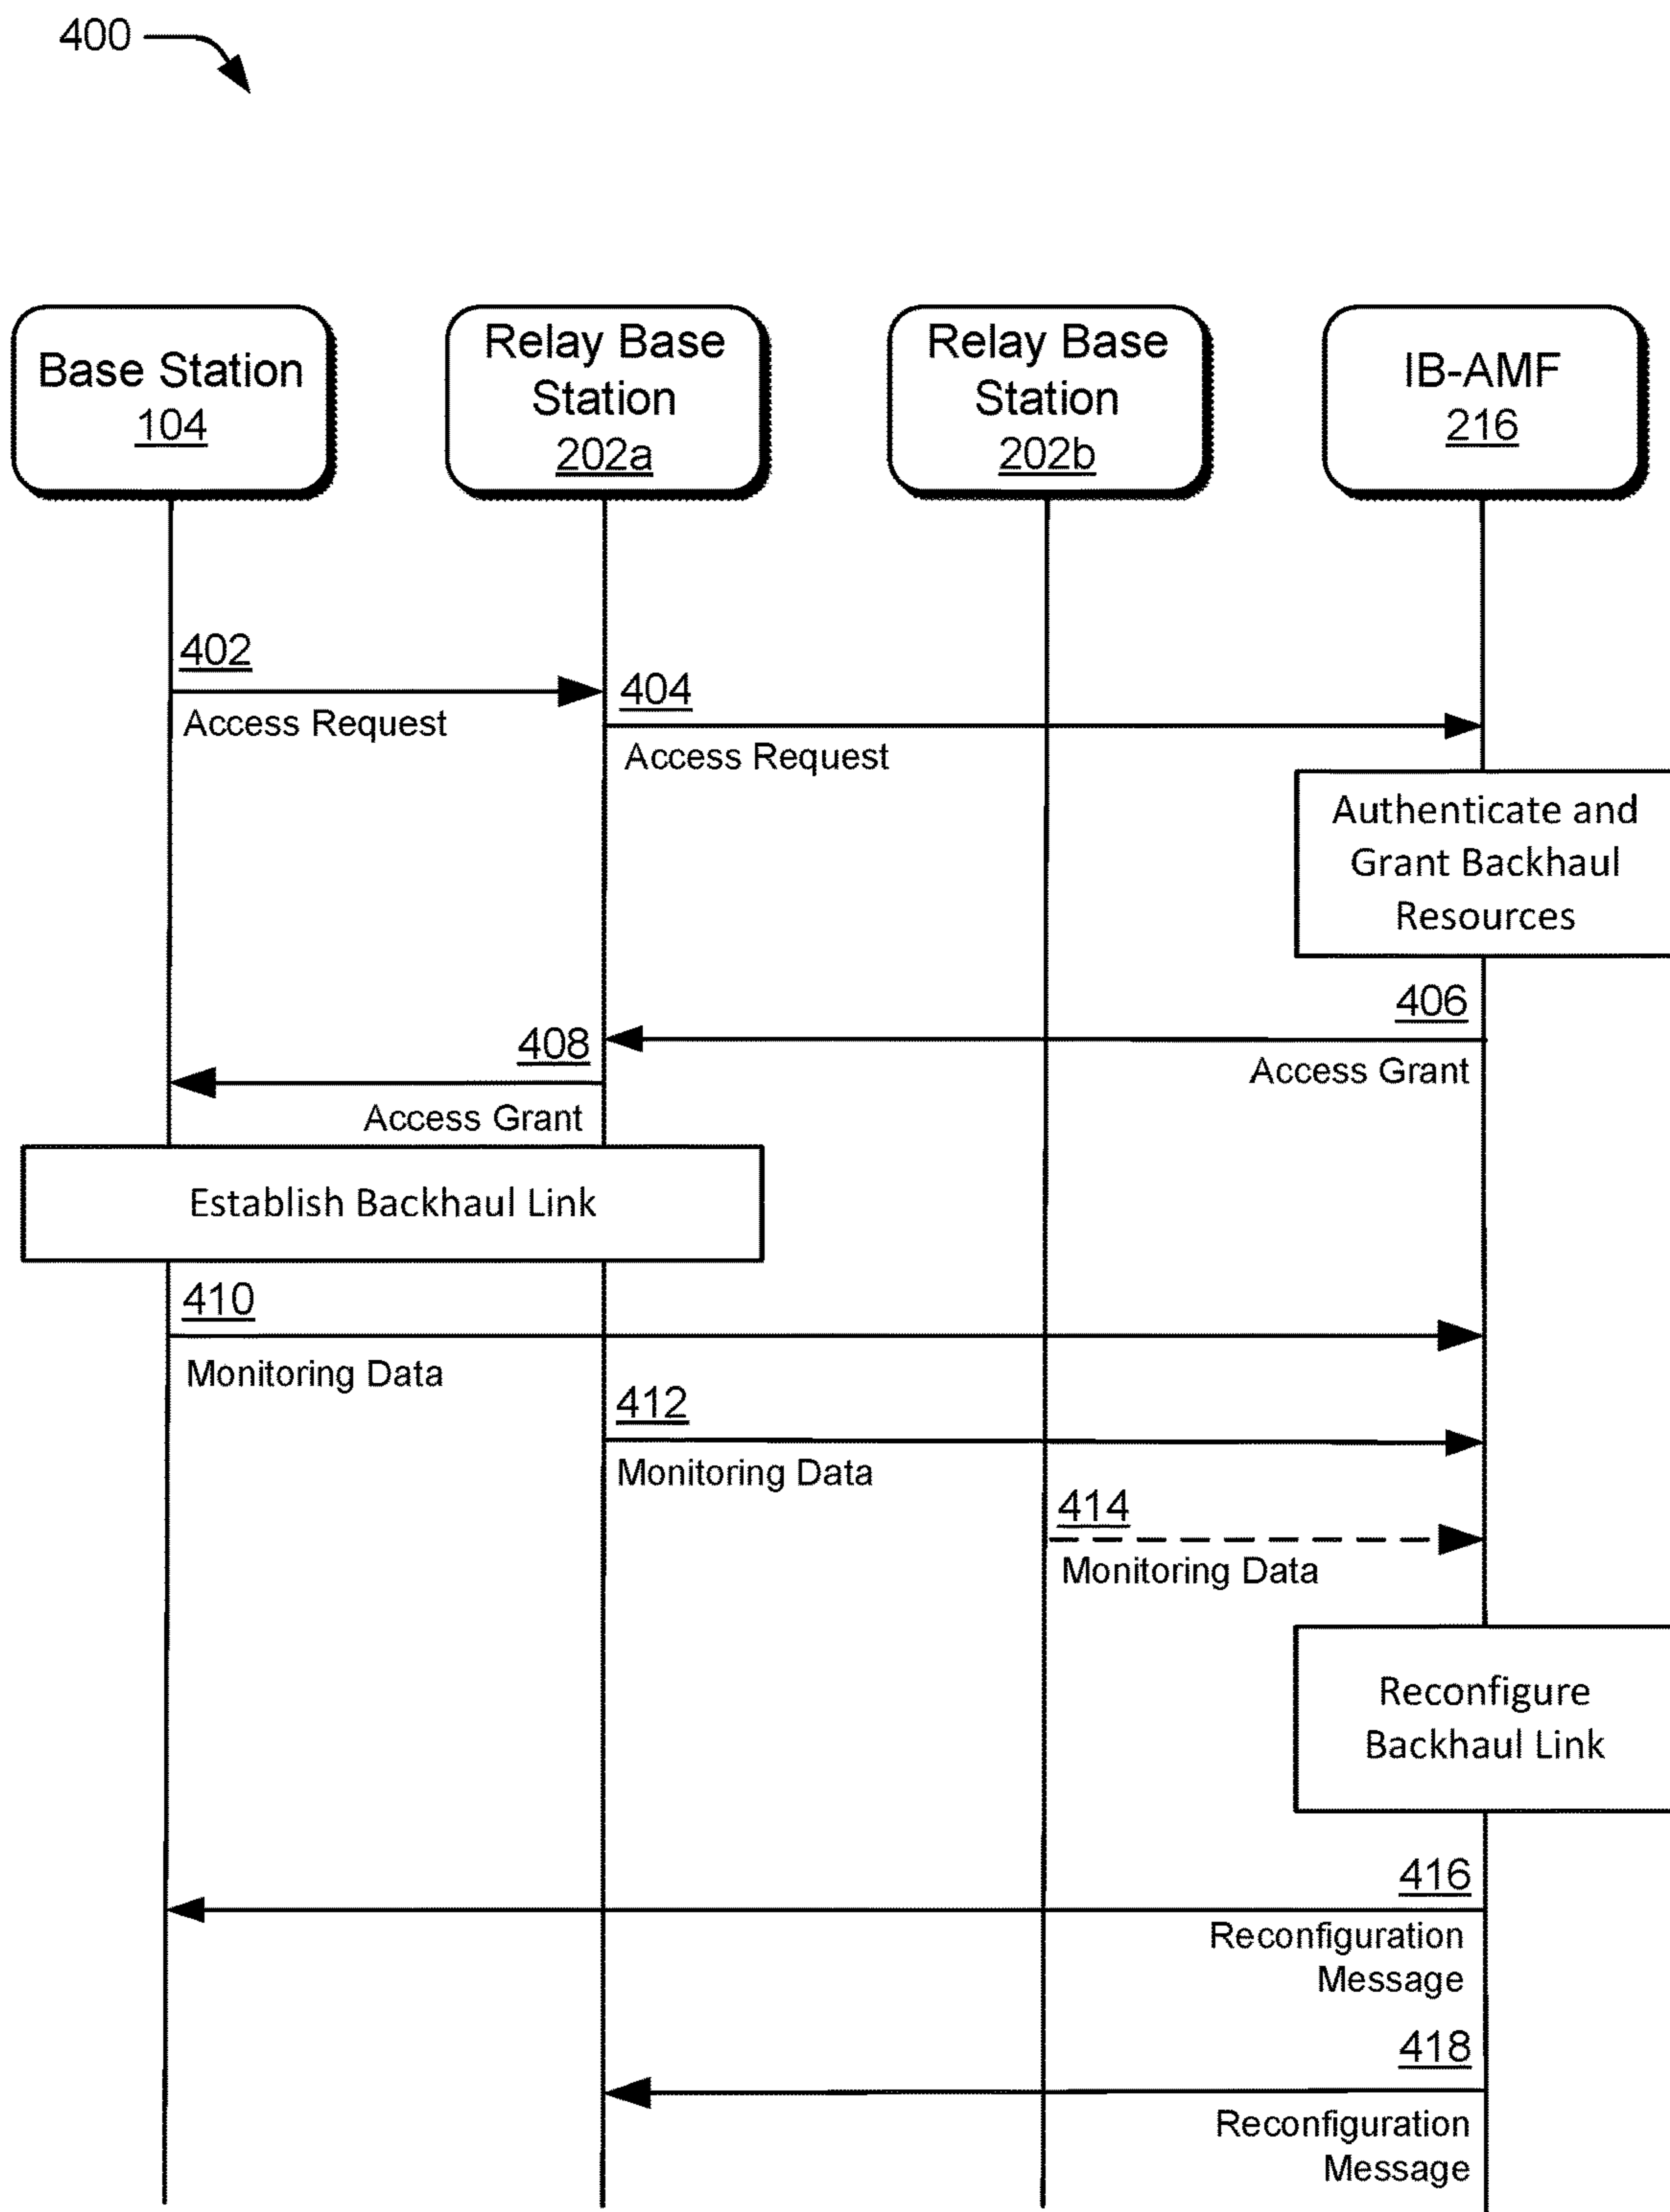 400
Base Station
104
Relay Base
Station
202a
Relay Base
Station
202b
IB-AMF
216
402
Access Request
404
Access Request
Authenticate and
Grant Backhaul
Resources
406
Access Grant
408
Access Grant
Establish Backhaul Link
410
Monitoring Data
412
Monitoring Data
414
Monitoring Data
Reconfigure
Backhaul Link
416
Reconfiguration
Message
418
Reconfiguration
Message